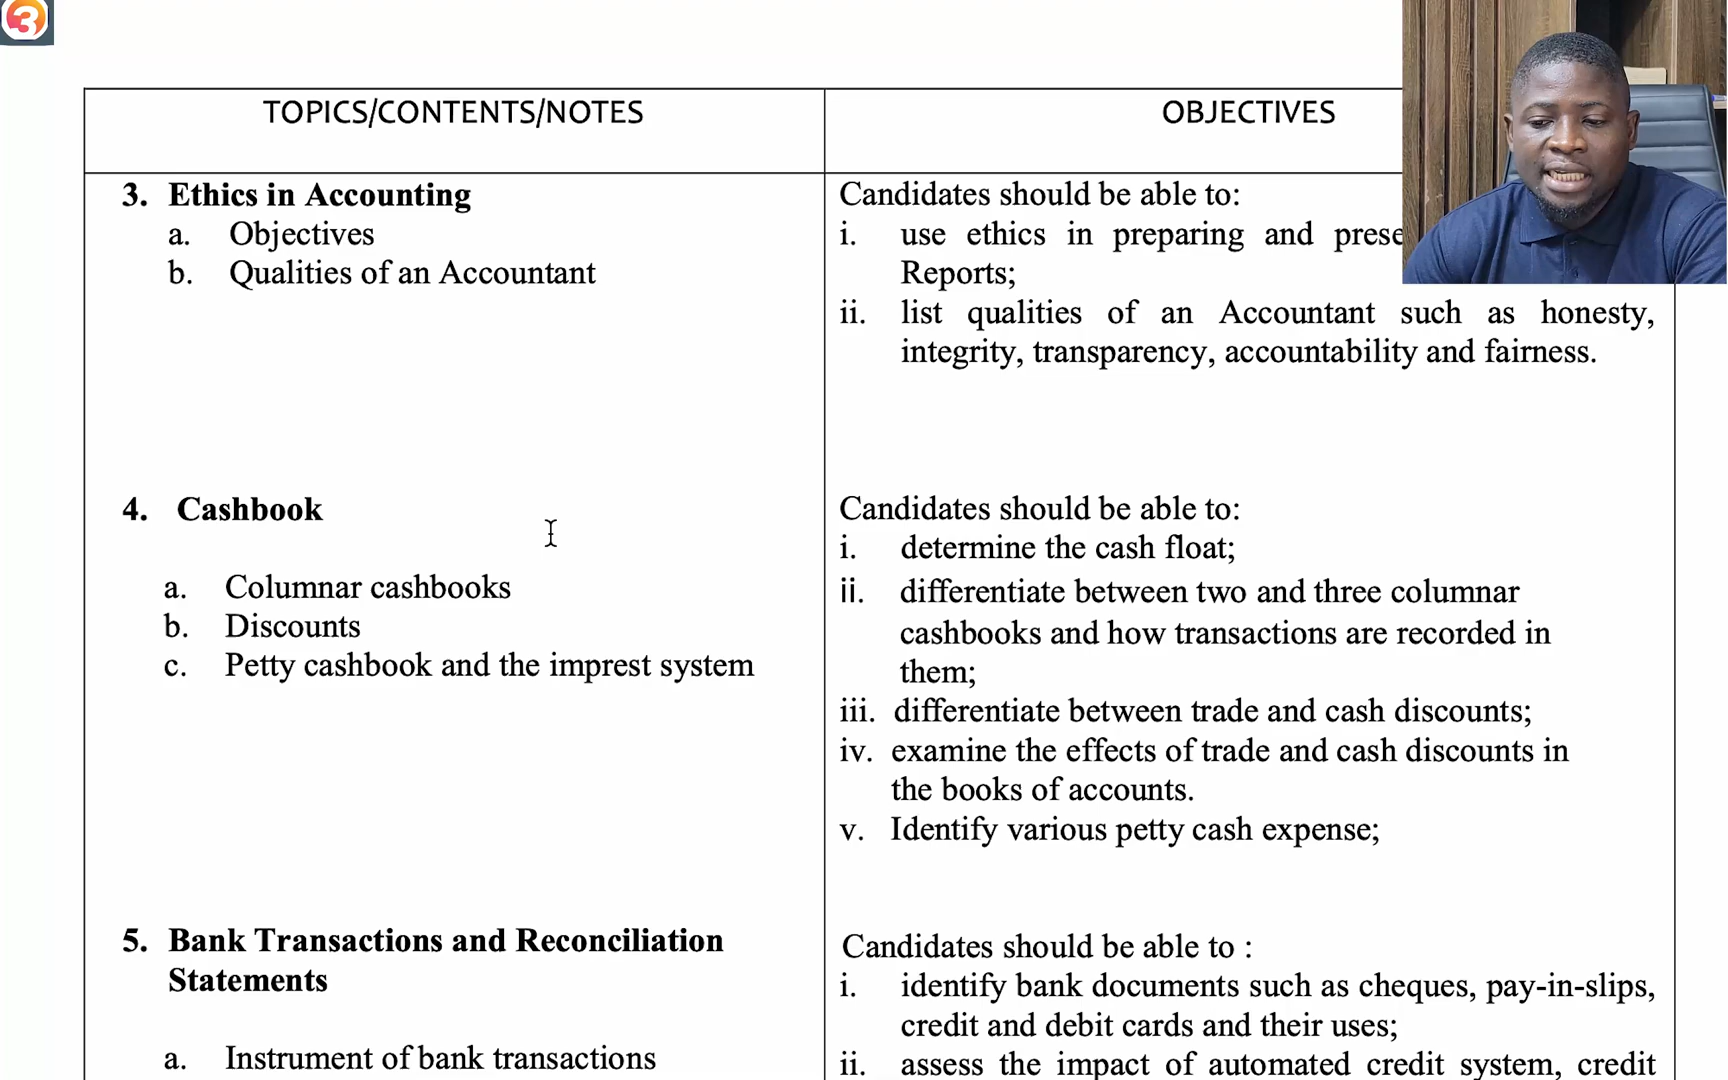 3
TOPICS/CONTENTS/NOTES
OBJECTIVES
3. Ethics in Accounting
a. Objectives
b. Qualities of an Accountant
Candidates should be able to:
i. use ethics in preparing and
Reports;
ii. list qualities of an Accountant such as honesty,
integrity, transparency, accountability and fairness.
4. Cashbook
a. Columnar cashbooks
b. Discounts
c. Petty cashbook and the imprest system
Candidates should be able to:
i. determine the cash float;
ii. differentiate between two and three columnar
cashbooks and how transactions are recorded in
them;
iii. differentiate between trade and cash discounts;
iv. examine the effects of trade and cash discounts in
the books of accounts.
v. Identify various petty cash expense;
5. Bank Transactions and Reconciliation
Statements
a. Instrument of bank transactions
Candidates should be able to :
i. identify bank documents such as cheques, pay-in-slips,
credit and debit cards and their uses;
ii. assess the impact of automated credit system, credit